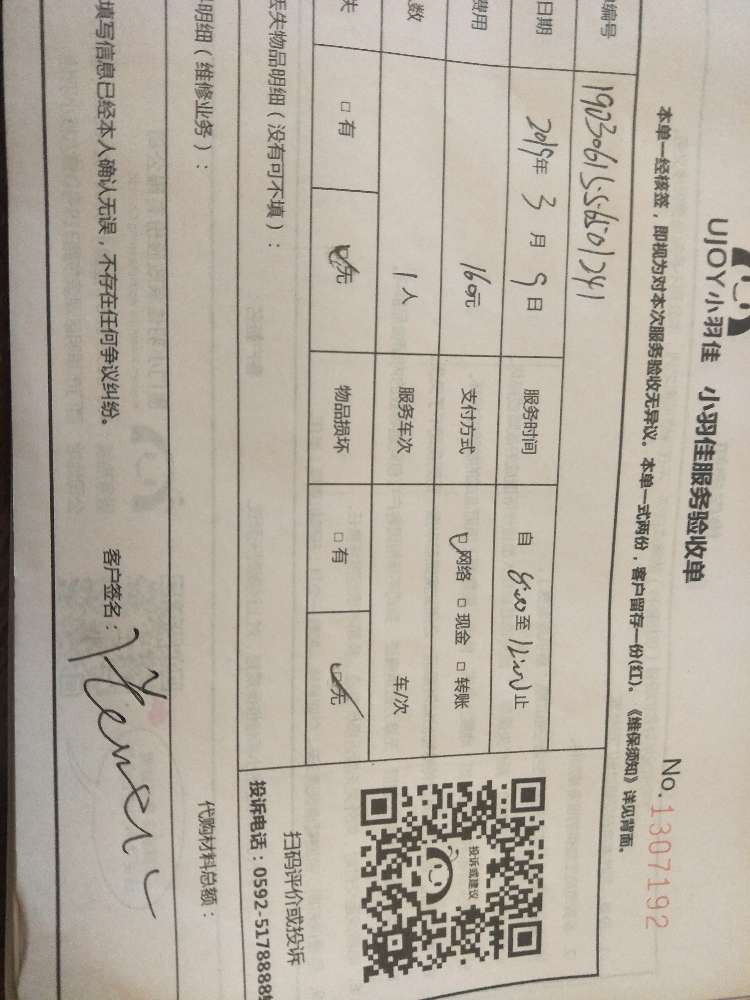 UJOY小羽佳 小羽佳服务验收单
No.1307192
本单一经核签，即视为对本次服务验收无异议。本单一式两份，客户留存一份(红)。《维保须知》详见背面。
编号
日期 2019年3月9日 服务时间 自 至 止
费用 160元 支付方式 □网络 □现金 □转账
数 1人 服务车次 车/次
失 □有 □无 物品损坏 □有 □无
投诉或建议
扫码评价或投诉
丢失物品明细（没有可不填）：
投诉电话：0592-5178888
明细（维修业务）：
代购材料总额：
填写信息已经本人确认无误，不存在任何争议纠纷。
客户签名：